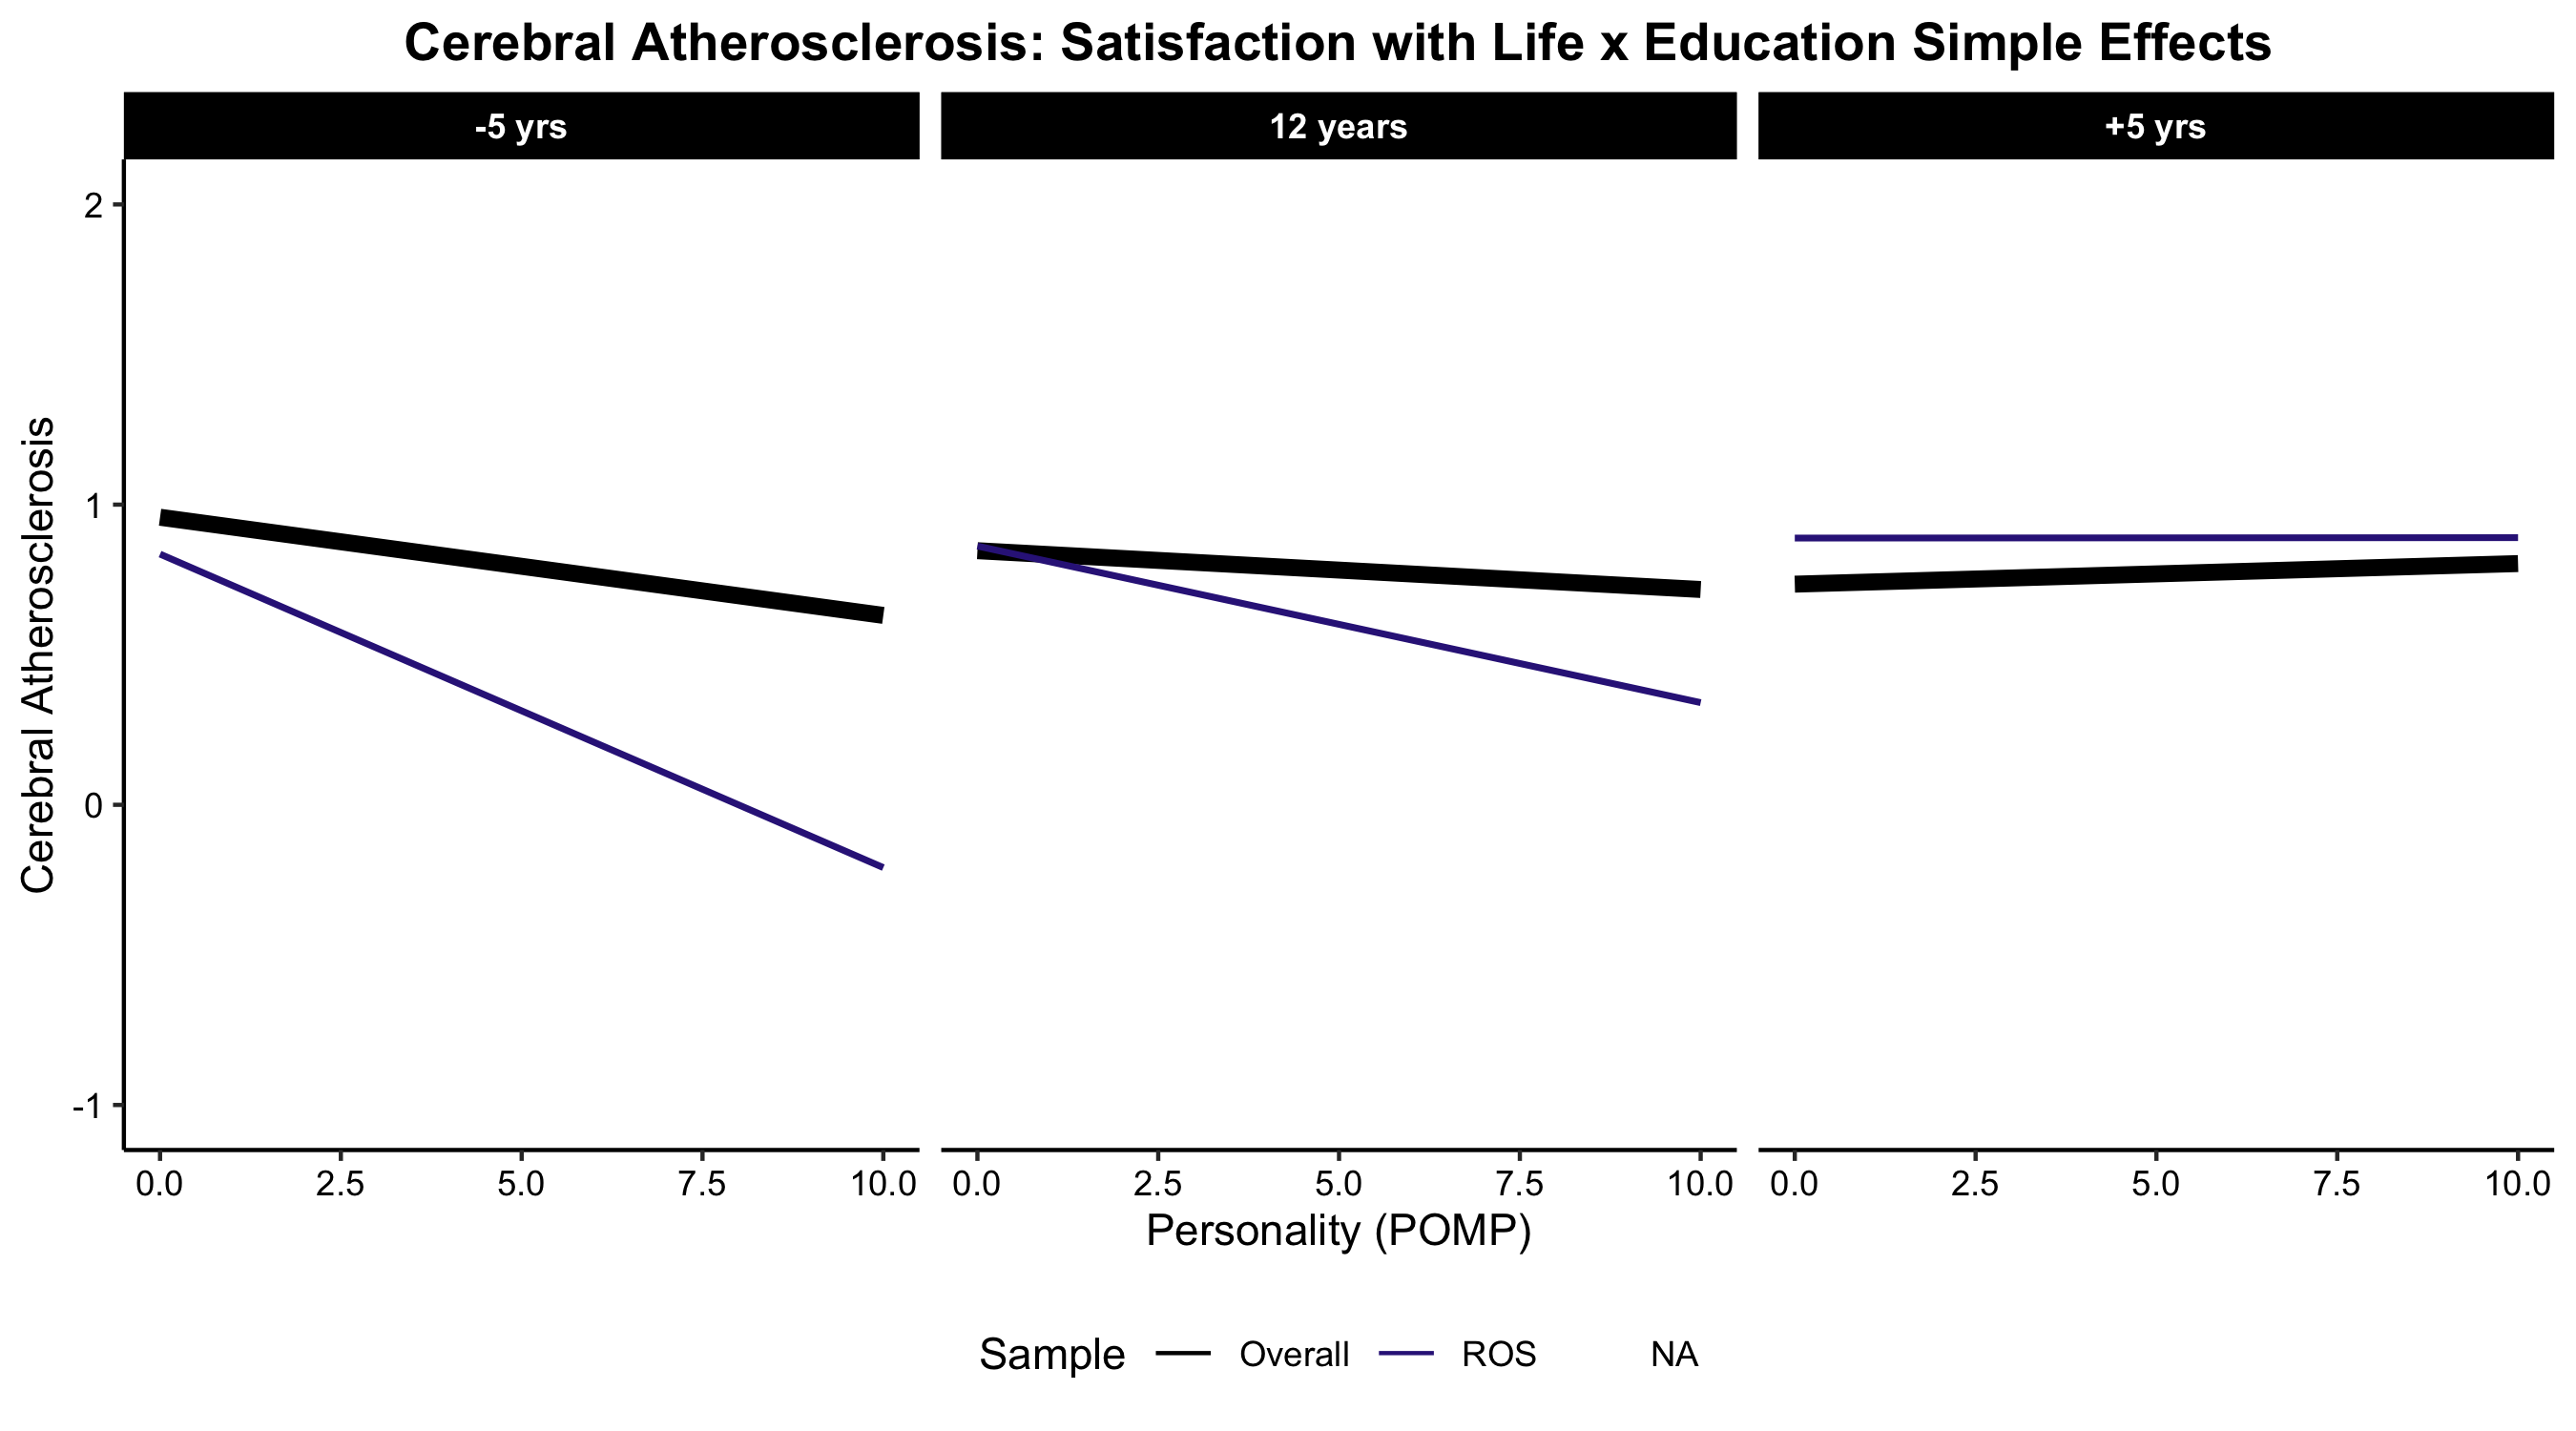 Cerebral Atherosclerosis: Satisfaction with Life x Education Simple Effects
-5 yrs
12 years
+5 yrs
Cerebral Atherosclerosis
2
1
0
-1
0.0 2.5 5.0 7.5 10.0
0.0 2.5 5.0 7.5 10.0
0.0 2.5 5.0 7.5 10.0
Personality (POMP)
Sample Overall ROS NA